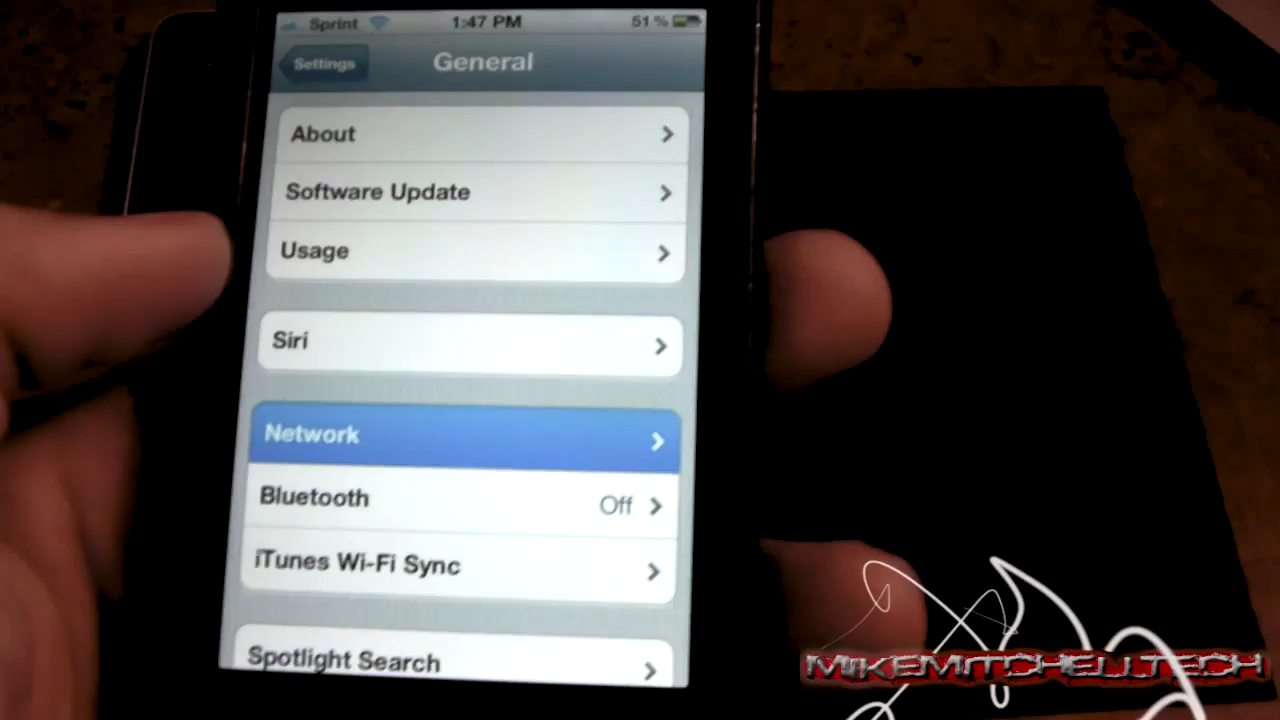 Sprint 1:47 PM 51 %
Settings General
About
Software Update
Usage
Siri
Network
Bluetooth Off
iTunes Wi-Fi Sync
Spotlight Search
MIKEMITCHELLTECH